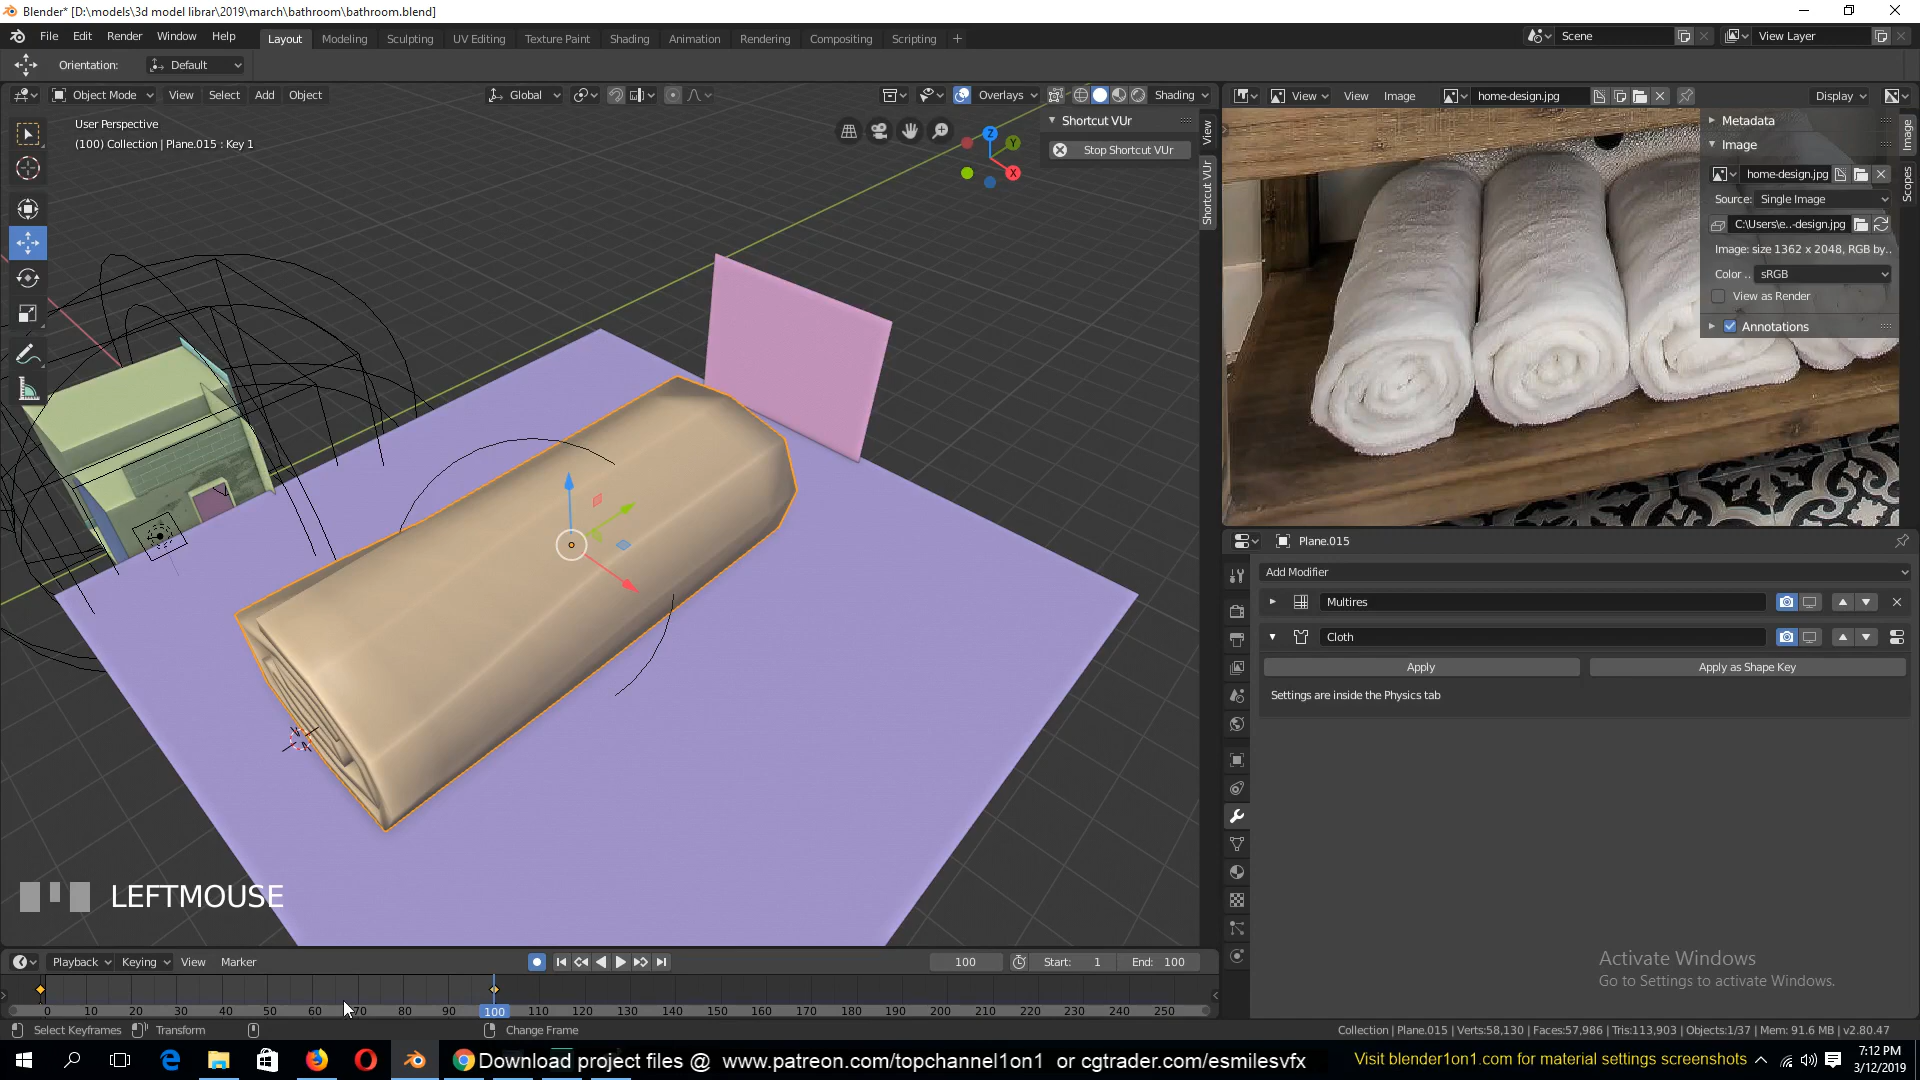 Blender* [D:\models\3d model librar\2019\march\bathroom\bathroom.blend]
File Edit Render Window Help Layout Modeling Sculpting UV Editing Texture Paint Shading Animation Rendering Compositing Scripting + Scene View Layer
Orientation: Default
Object Mode View Select Add Object Global Overlays Shading View View Image home-design.jpg Display
User Perspective
(100) Collection | Plane.015 : Key 1
Shortcut VUr
Stop Shortcut VUr
View
Shortcut VUr
Z
Y
X
Metadata
Image
home-design.jpg
Source: Single Image
C:\Users\e..-design.jpg
Image: size 1362 x 2048, RGB by..
Color .. sRGB
View as Render
Annotations
Image
Scopes
Plane.015
Add Modifier
Multires
Cloth
Apply Apply as Shape Key
Settings are inside the Physics tab
LEFTMOUSE
Activate Windows
Go to Settings to activate Windows.
Playback Keying View Marker 100 Start: 1 End: 100
0 10 20 30 40 50 60 70 80 90 100 110 120 130 140 150 160 170 180 190 200 210 220 230 240 250
Select Keyframes Transform Change Frame Collection | Plane.015 | Verts:58,130 | Faces:57,986 | Tris:113,903 | Objects:1/37 | Mem: 91.6 MB | v2.80.47
Download project files @ www.patreon.com/topchannel1on1 or cgtrader.com/esmilesvfx Visit blender1on1.com for material settings screenshots
7:12 PM
3/12/2019